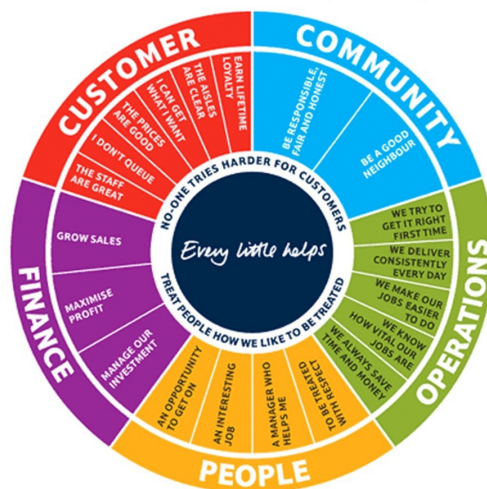 CUSTOMER
THE STAFF
ARE GREAT
I DON'T QUEUE
THE PRICES
ARE GOOD
I CAN GET
WHAT I WANT
THE AISLES
ARE CLEAR
EARN LIFETIME
LOYALTY
COMMUNITY
BE RESPONSIBLE,
FAIR AND HONEST
BE A GOOD
NEIGHBOUR
OPERATIONS
WE TRY TO
GET IT RIGHT
FIRST TIME
WE DELIVER
CONSISTENTLY
EVERY DAY
WE MAKE OUR
JOBS EASIER
TO DO
WE KNOW
HOW VITAL OUR
JOBS ARE
WE ALWAYS SAVE
TIME AND MONEY
PEOPLE
TO BE TREATED
WITH RESPECT
A MANAGER WHO
HELPS ME
AN INTERESTING
JOB
AN OPPORTUNITY
TO GET ON
FINANCE
MANAGE OUR
INVESTMENT
MAXIMISE
PROFIT
GROW SALES
NO-ONE TRIES HARDER FOR CUSTOMERS
Every little helps
TREAT PEOPLE HOW WE LIKE TO BE TREATED